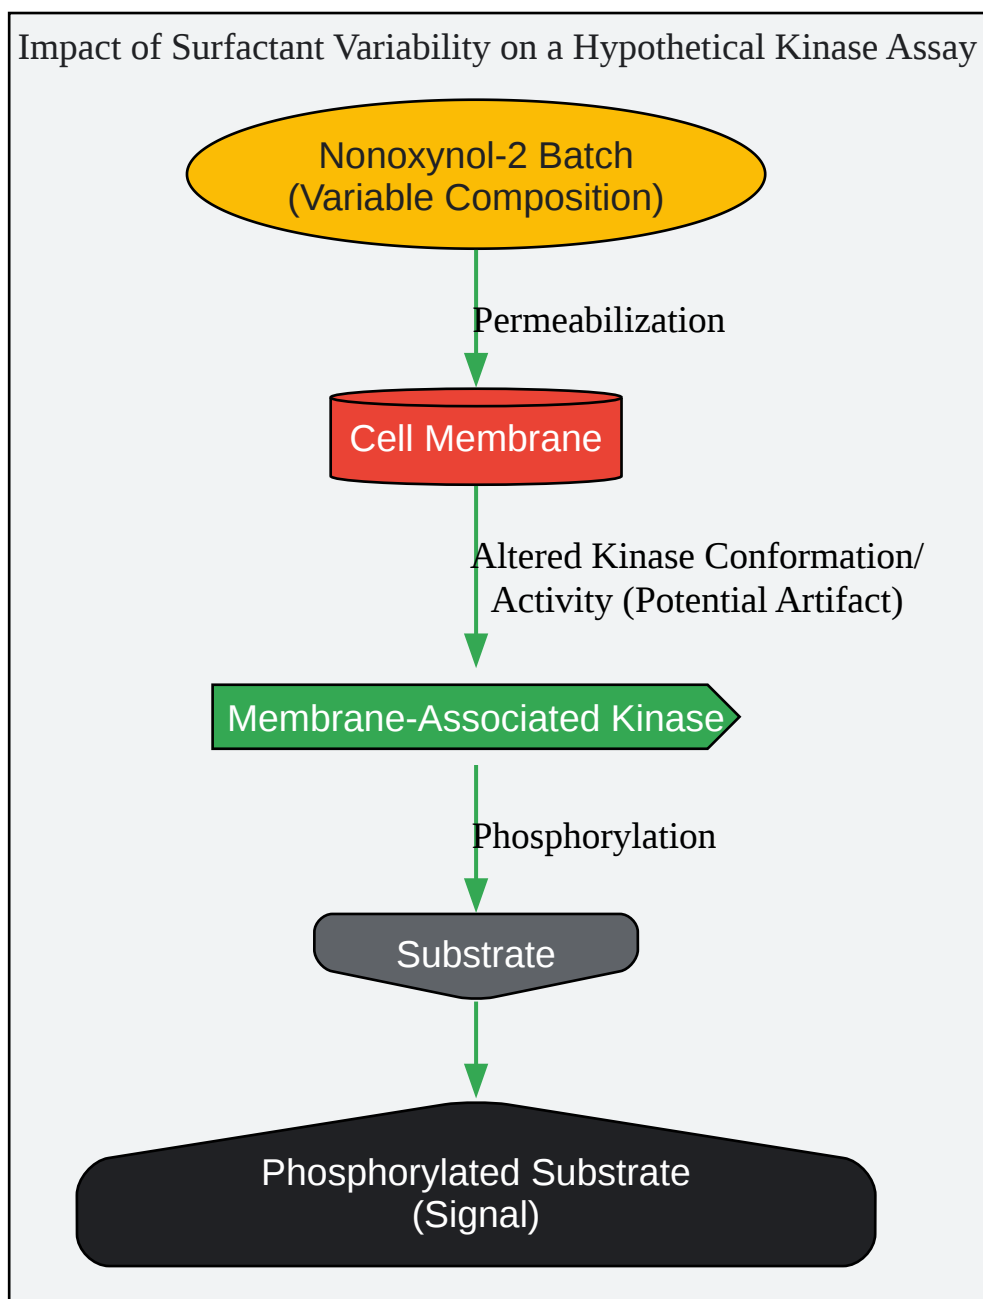 Impact of Surfactant Variability on a Hypothetical Kinase Assay
Nonoxynol-2 Batch
(Variable Composition)
Permeabilization
Cell Membrane
Altered Kinase Conformation/
Activity (Potential Artifact)
Membrane-Associated Kinase
Phosphorylation
Substrate
Phosphorylated Substrate
(Signal)